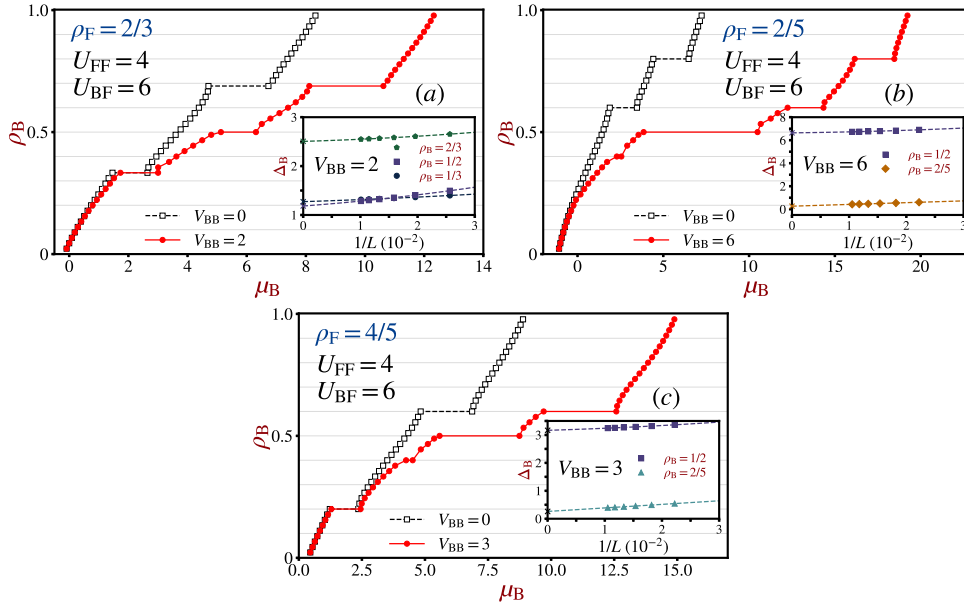 1.0
ρF = 2/3
UFF = 4
UBF = 6
(a)
ρB
0.5
3
VBB = 2
ρB = 2/3
ρB = 1/2
ρB = 1/3
ΔB
2
1
0 1 2 3
1/L (10−2)
VBB = 0
VBB = 2
0
0 2 4 6 8 10 12 14
μB
1.0
ρF = 2/5
UFF = 4
UBF = 6
(b)
ρB
0.5
8
6
4
2
0
ΔB
VBB = 6
ρB = 1/2
ρB = 2/5
0 1 2 3
1/L (10−2)
VBB = 0
VBB = 6
0
0 5 10 15 20
μB
1.0
ρF = 4/5
UFF = 4
UBF = 6
(c)
ρB
0.5
3
2
1
0
ΔB
VBB = 3
ρB = 1/2
ρB = 2/5
0 1 2 3
1/L (10−2)
VBB = 0
VBB = 3
0
0.0 2.5 5.0 7.5 10.0 12.5 15.0
μB